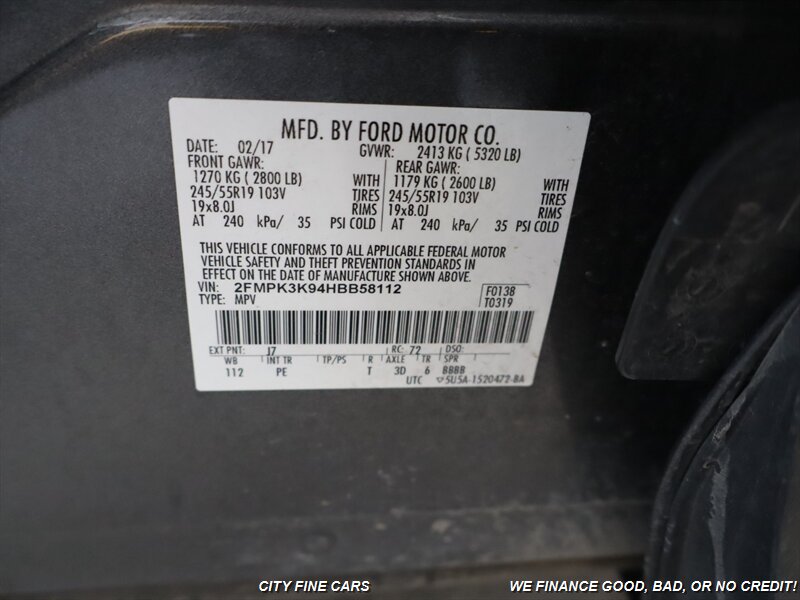 MFD. BY FORD MOTOR CO.
DATE: 02/17 GVWR: 2413 KG ( 5320 LB)
FRONT GAWR: REAR GAWR:
1270 KG ( 2800 LB) WITH 1179 KG ( 2600 LB) WITH
245/55R19 103V TIRES 245/55R19 103V TIRES
19x8.0J RIMS 19x8.0J RIMS
AT 240 kPa/ 35 PSI COLD AT 240 kPa/ 35 PSI COLD
THIS VEHICLE CONFORMS TO ALL APPLICABLE FEDERAL MOTOR
VEHICLE SAFETY AND THEFT PREVENTION STANDARDS IN
EFFECT ON THE DATE OF MANUFACTURE SHOWN ABOVE.
VIN: 2FMPK3K94HBB58112 F0138
TYPE: MPV T0319
EXT PNT: J7 RC: 72 DSO:
WB INT TR TP/PS R AXLE TR SPR
112 PE T 3D 6 BBBB
UTC ▽5U5A-1520472-BA
CITY FINE CARS WE FINANCE GOOD, BAD, OR NO CREDIT!